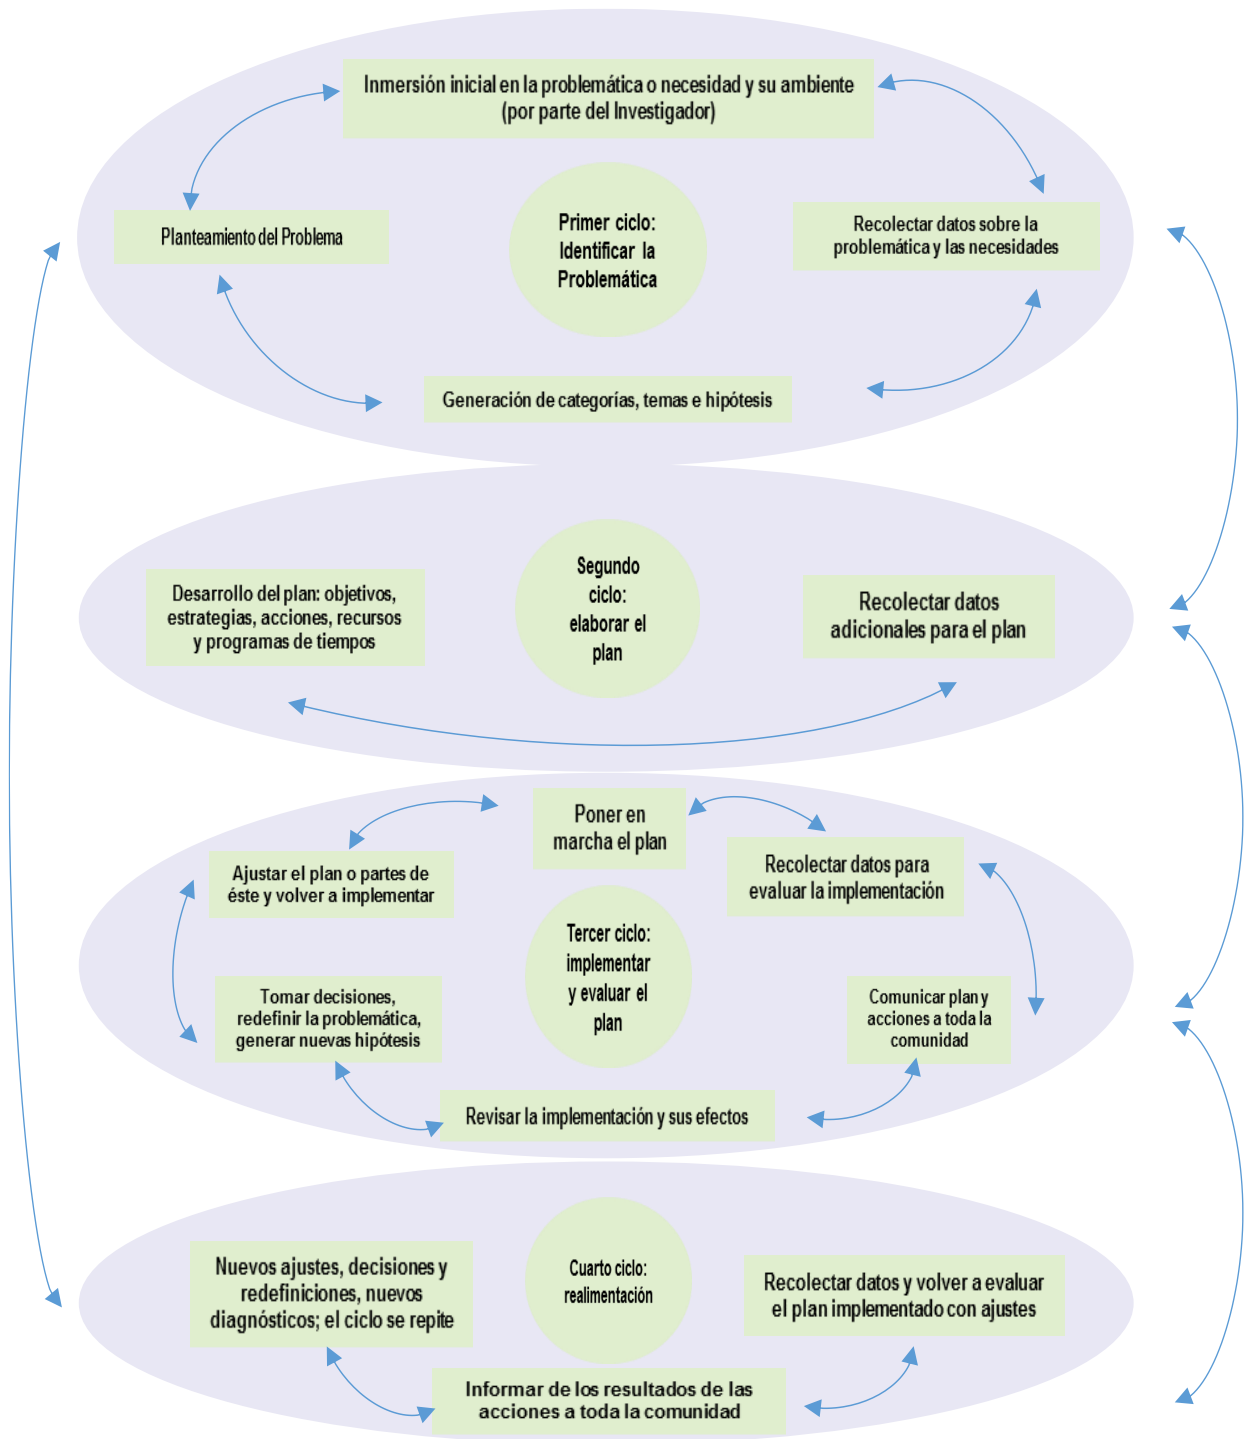 Inmersión inicial en la problemática o necesidad y su ambiente
(por parte del Investigador)
Planteamiento del Problema
Primer ciclo:
Identificar la
Problemática
Recolectar datos sobre la
problemática y las necesidades
Generación de categorías, temas e hipótesis
Desarrollo del plan: objetivos,
estrategias, acciones, recursos
y programas de tiempos
Segundo
ciclo:
elaborar el
plan
Recolectar datos
adicionales para el plan
Poner en
marcha el plan
Ajustar el plan o partes de
éste y volver a implementar
Recolectar datos para
evaluar la implementación
Tercer ciclo:
implementar
y evaluar el
plan
Tomar decisiones,
redefinir la problemática,
generar nuevas hipótesis
Comunicar plan y
acciones a toda la
comunidad
Revisar la implementación y sus efectos
Nuevos ajustes, decisiones y
redefiniciones, nuevos
diagnósticos; el ciclo se repite
Cuarto ciclo:
realimentación
Recolectar datos y volver a evaluar
el plan implementado con ajustes
Informar de los resultados de las
acciones a toda la comunidad